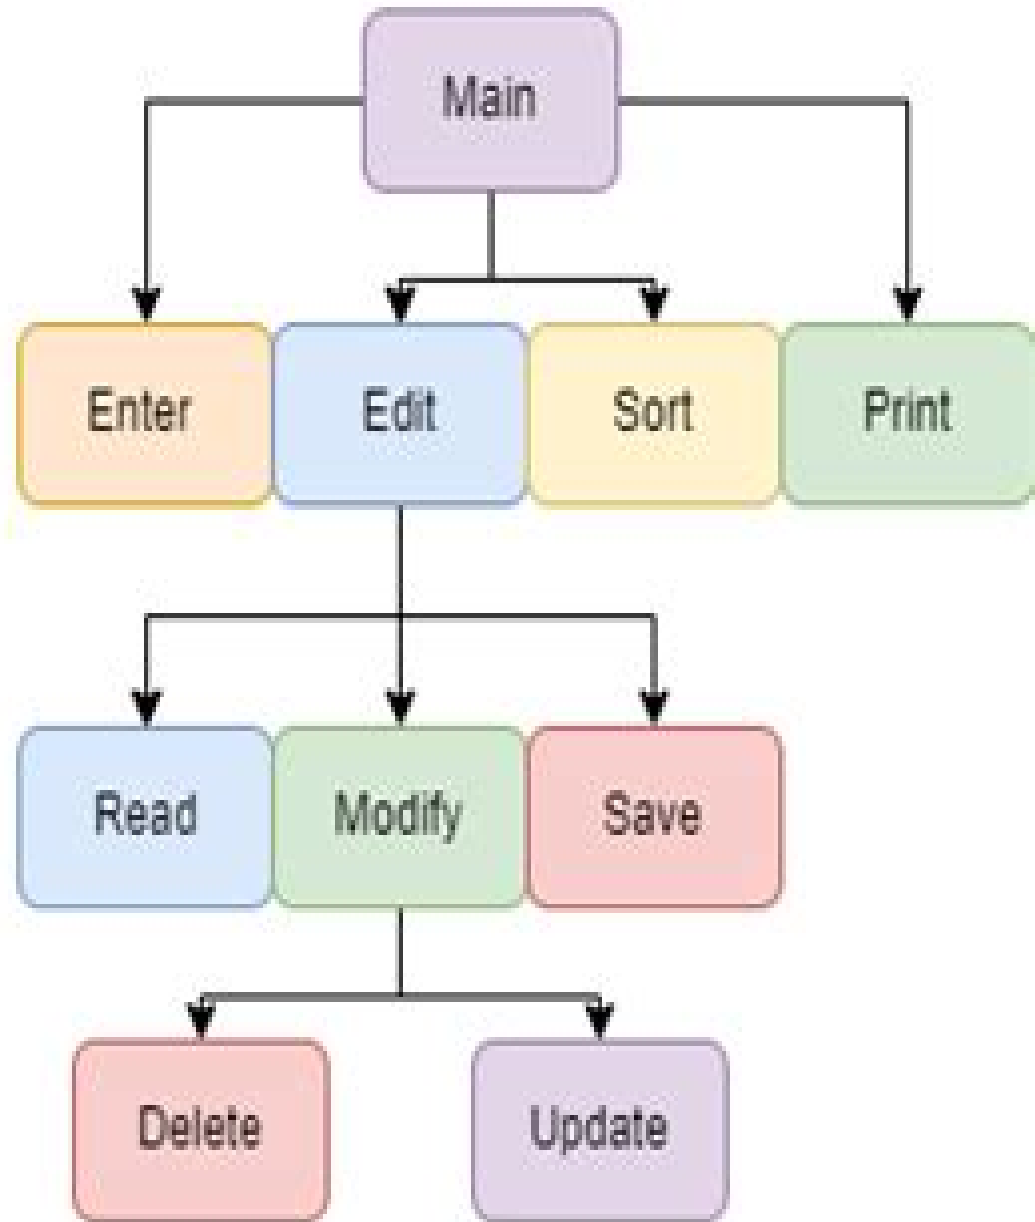 Main
Enter
Edit
Sort
Print
Read
Modify
Save
Delete
Update